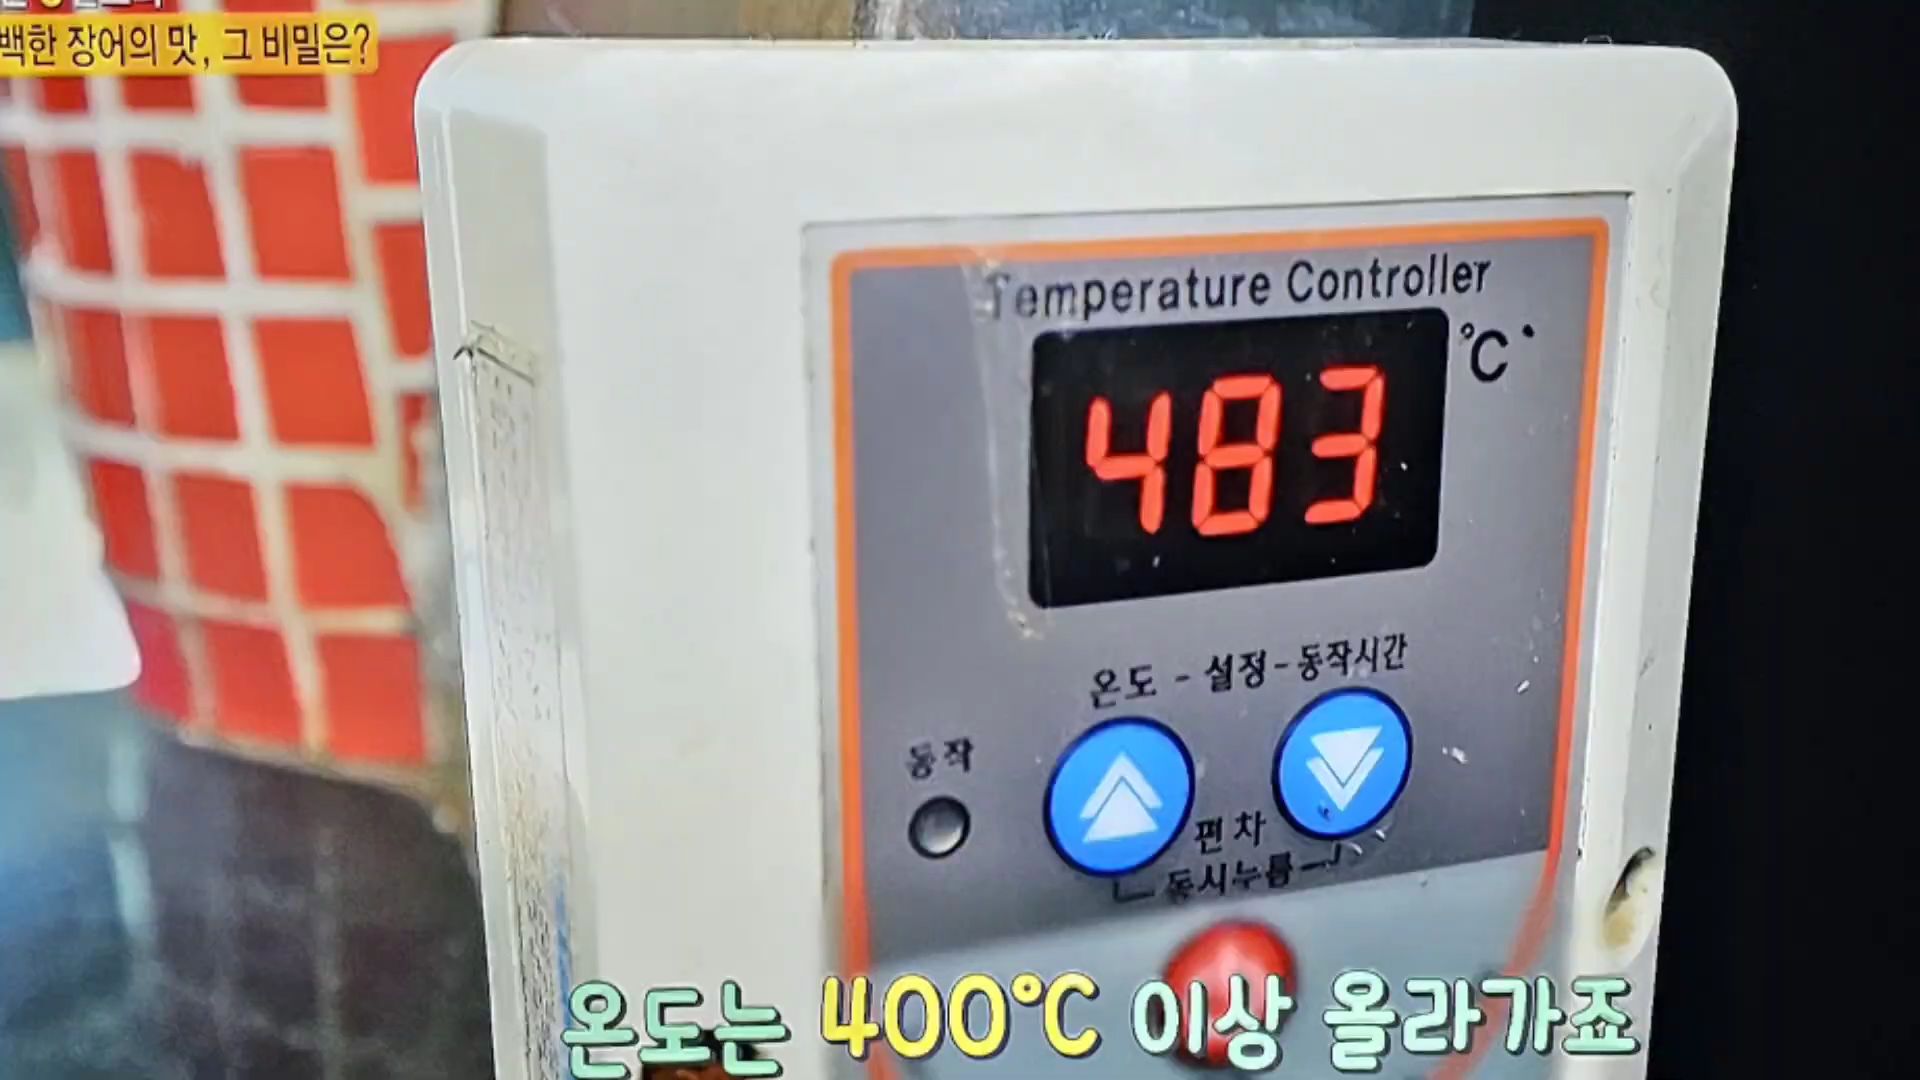 백한 장어의 맛, 그 비밀은?
Temperature Controller
483 °C
온도 - 설정 - 동작시간
동작
편차
동시누름
온도는 400°C 이상 올라가죠